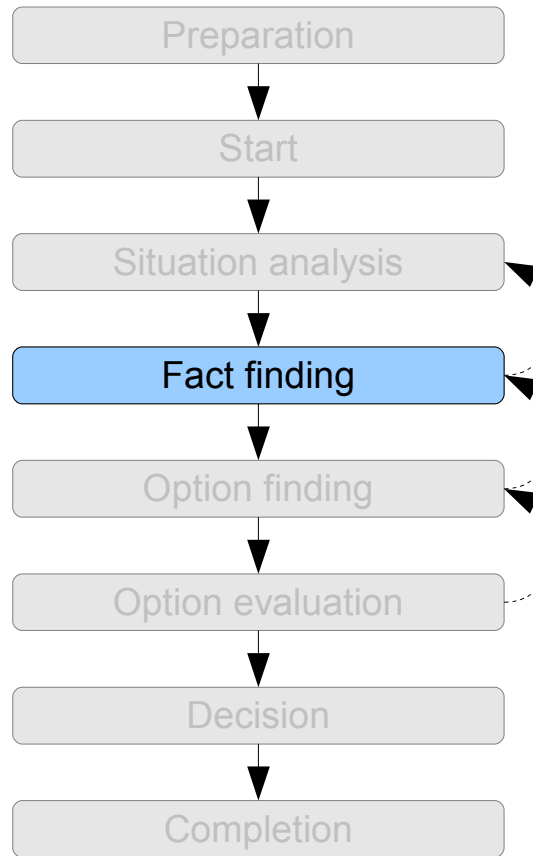 Preparation
Start
Situation analysis
Fact finding
Option finding
Option evaluation
Decision
Completion